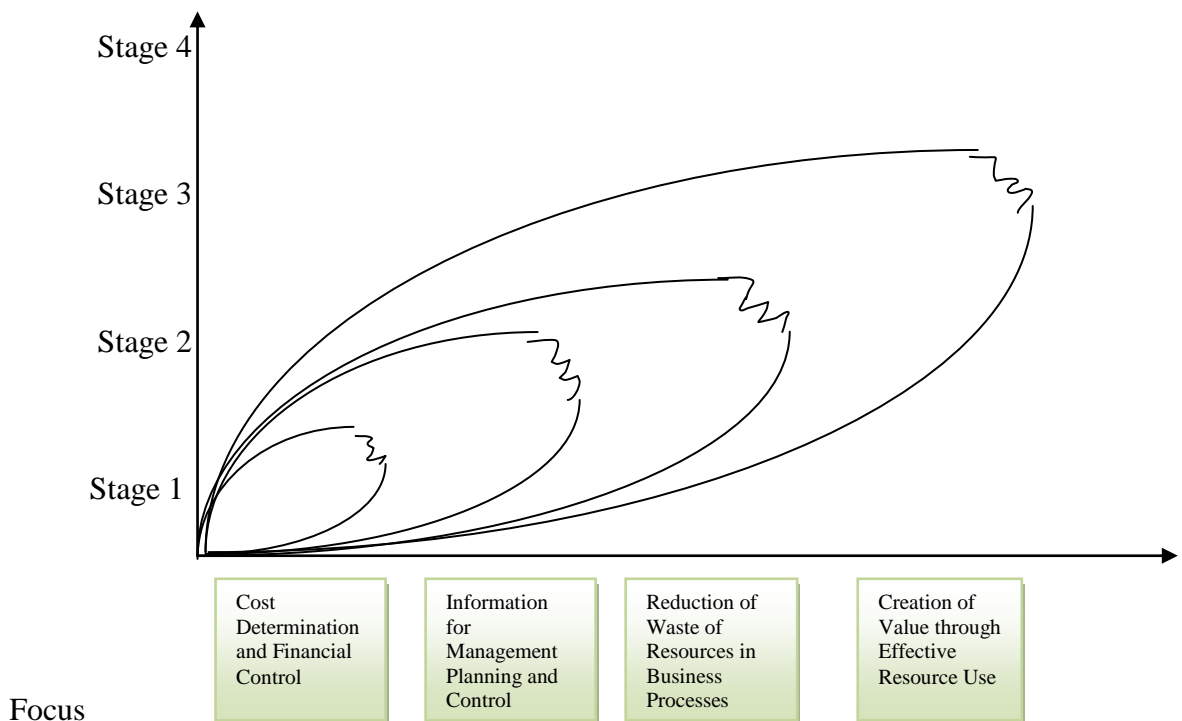 Stage 4
Stage 3
Stage 2
Stage 1
Cost
Determination
and Financial
Control
Information
for
Management
Planning and
Control
Reduction of
Waste of
Resources in
Business
Processes
Creation of
Value through
Effective
Resource Use
Focus